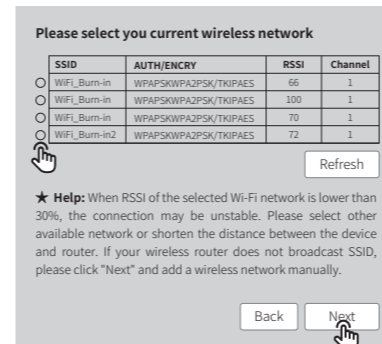 Please select you current wireless network
SSID AUTH/ENCRY RSSI Channel
WiFi_Burn-in WPAPSKWPA2PSK/TKIPAES 66 1
WiFi_Burn-in WPAPSKWPA2PSK/TKIPAES 100 1
WiFi_Burn-in WPAPSKWPA2PSK/TKIPAES 70 1
WiFi_Burn-in2 WPAPSKWPA2PSK/TKIPAES 72 1
Refresh
★ Help: When RSSI of the selected Wi-Fi network is lower than
30%, the connection may be unstable. Please select other
available network or shorten the distance between the device
and router. If your wireless router does not broadcast SSID,
please click "Next" and add a wireless network manually.
Back Next